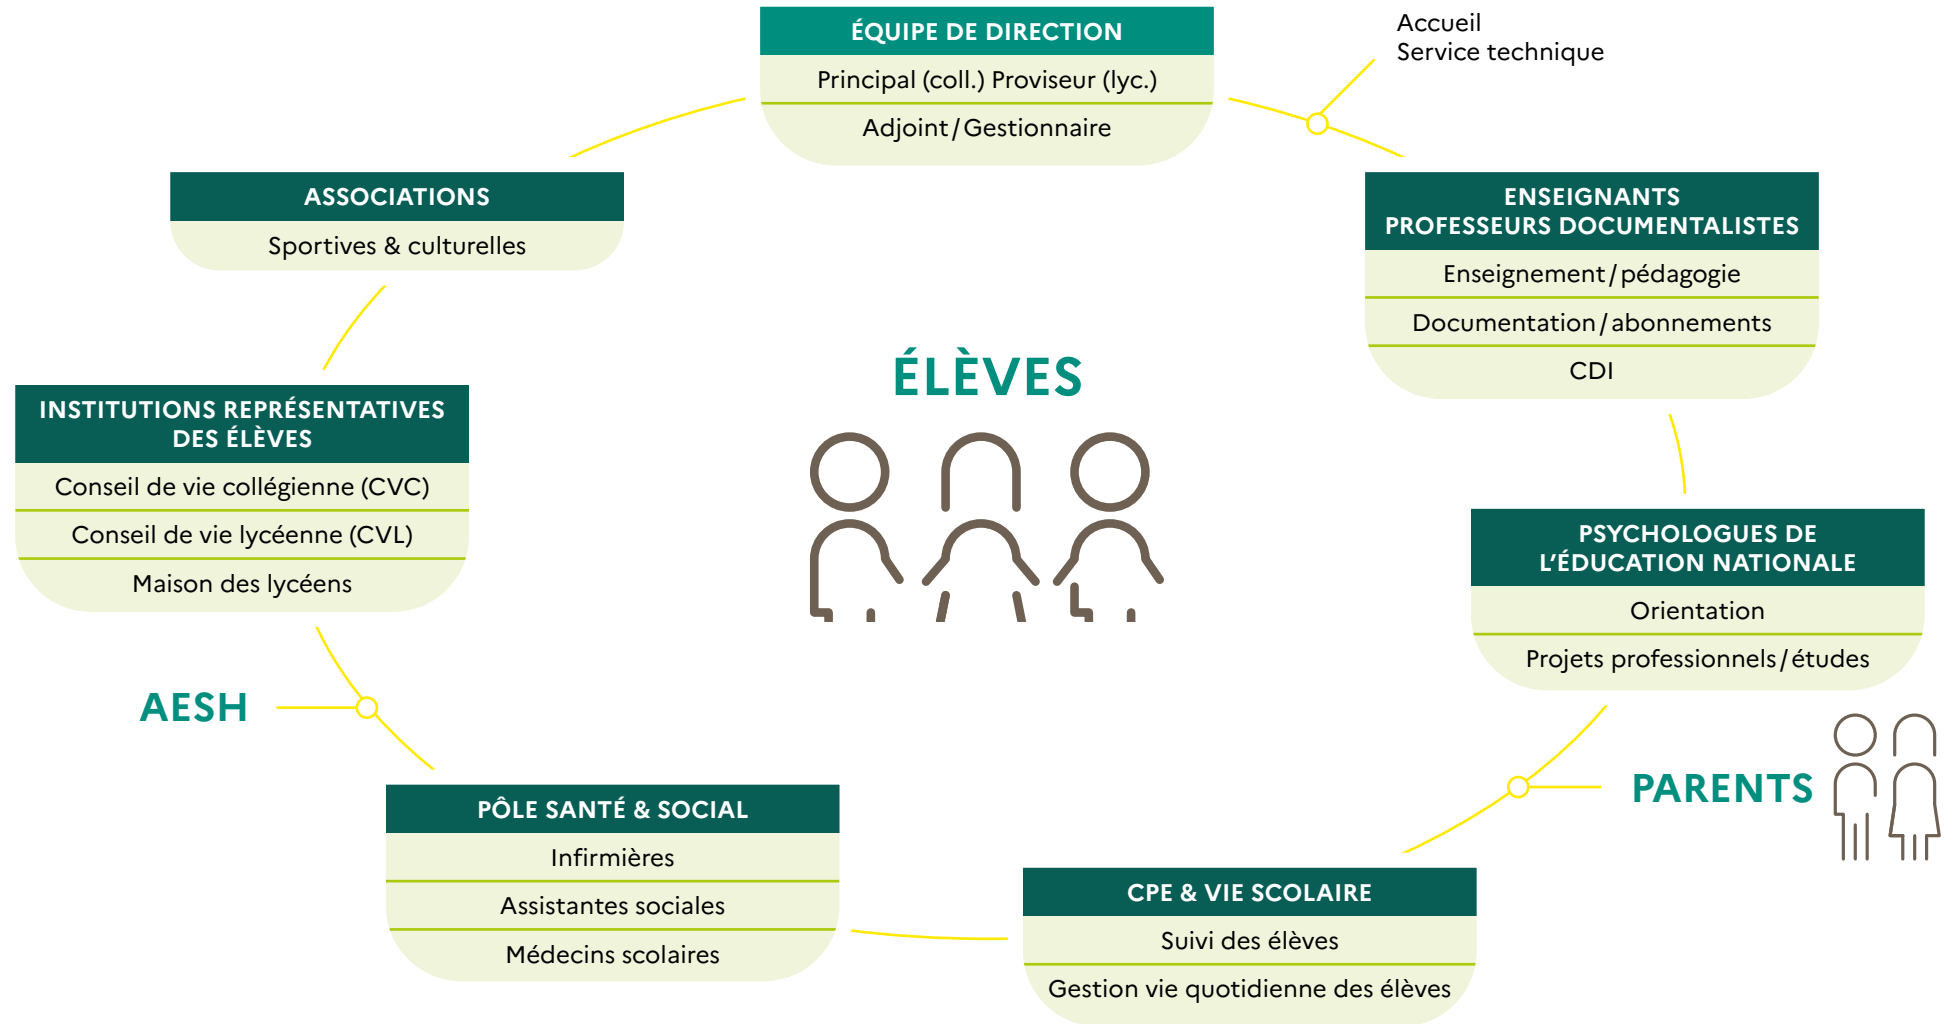 ÉQUIPE DE DIRECTION
Principal (coll.) Proviseur (lyc.)
Adjoint/Gestionnaire
Accueil
Service technique
ASSOCIATIONS
Sportives & culturelles
ENSEIGNANTS
PROFESSEURS DOCUMENTALISTES
Enseignement/pédagogie
Documentation/abonnements
CDI
ÉLÈVES
INSTITUTIONS REPRÉSENTATIVES
DES ÉLÈVES
Conseil de vie collégienne (CVC)
Conseil de vie lycéenne (CVL)
Maison des lycéens
PSYCHOLOGUES DE
L’ÉDUCATION NATIONALE
Orientation
Projets professionnels/études
AESH
PARENTS
PÔLE SANTÉ & SOCIAL
Infirmières
Assistantes sociales
Médecins scolaires
CPE & VIE SCOLAIRE
Suivi des élèves
Gestion vie quotidienne des élèves